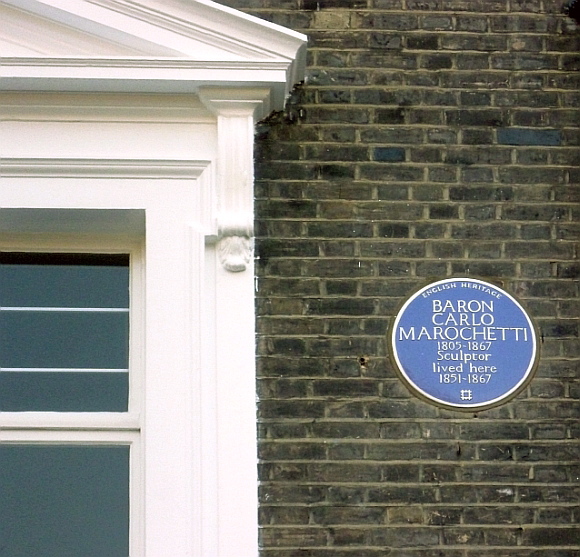 ENGLISH HERITAGE
BARON
CARLO
MAROCHETTI
1805-1867
Sculptor
lived here
1851-1867